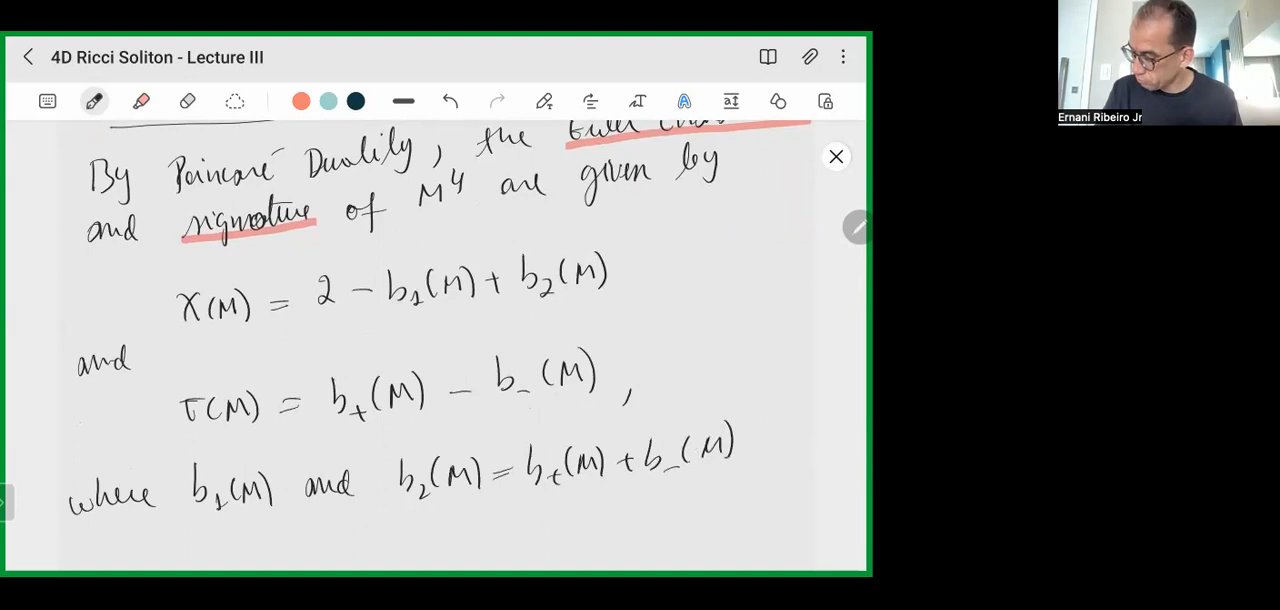 4D Ricci Soliton - Lecture III
Ernani Ribeiro Jr
By Poincaré Duality, the Euler
and signature of M⁴ are given by
χ(M) = 2 - b₁(M) + b₂(M)
and
τ(M) = b₊(M) - b₋(M),
where b₁(M) and b₂(M) = b₊(M) + b₋(M)